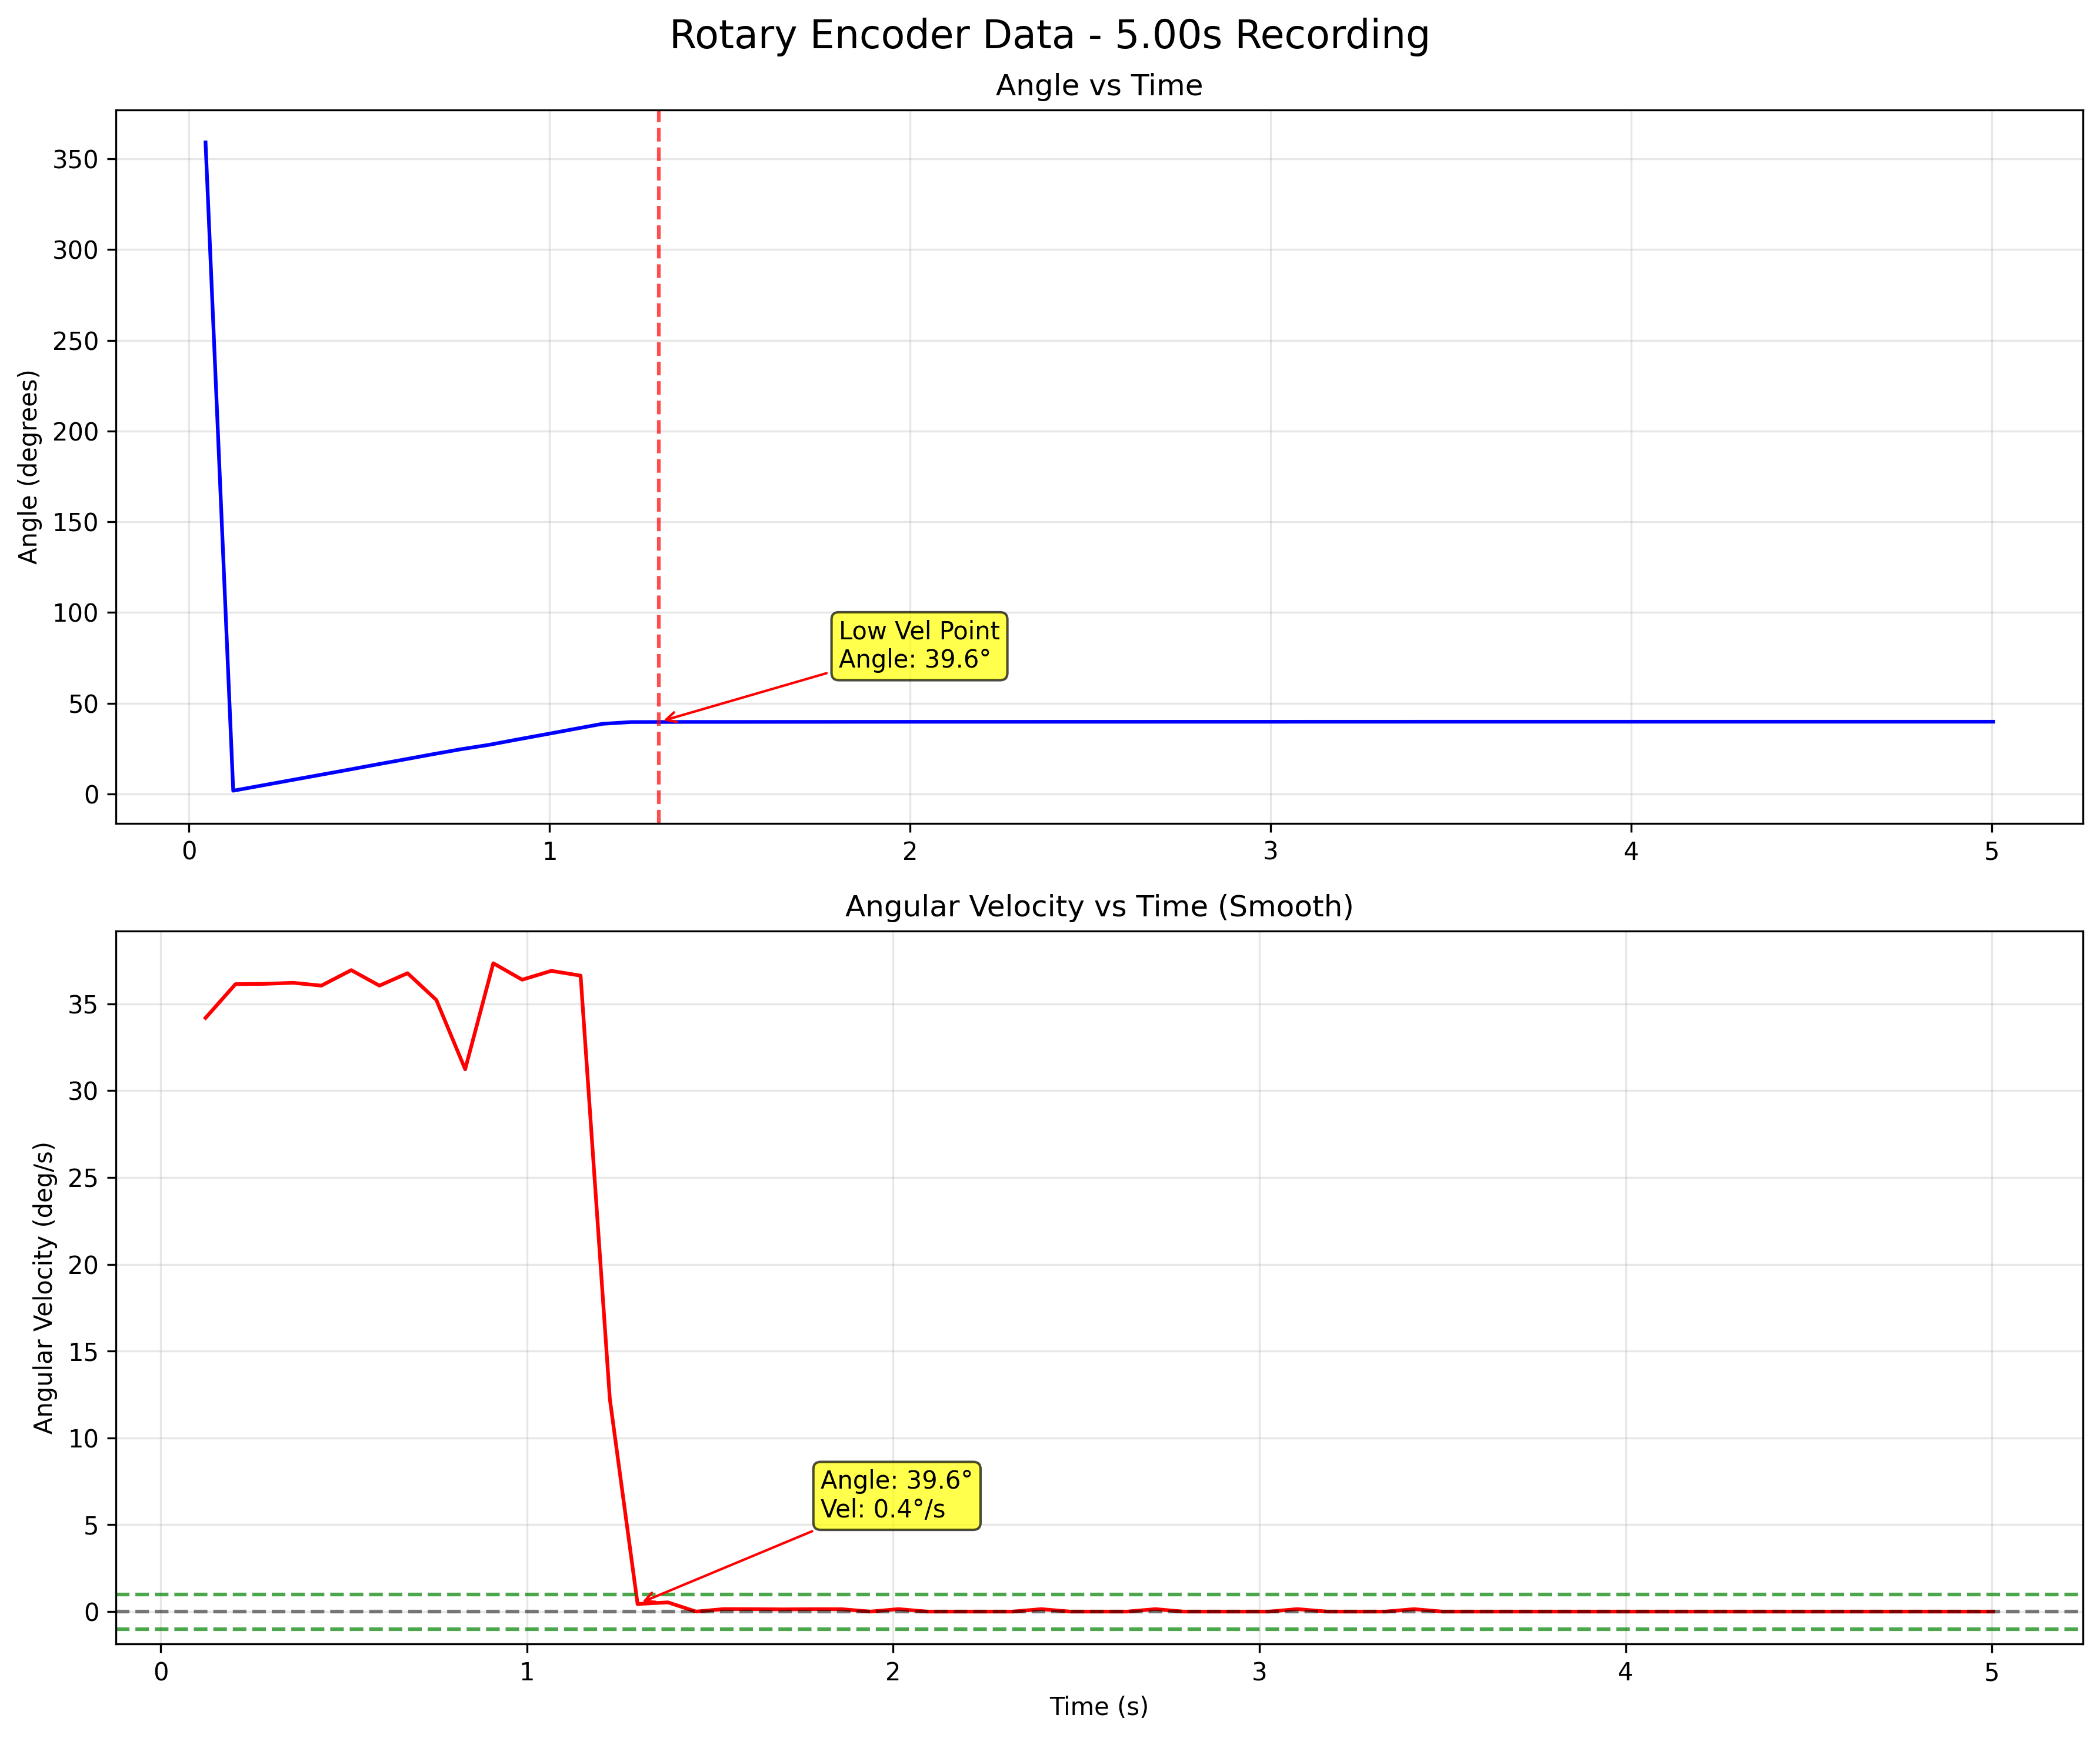 Rotary Encoder Data - 5.00s Recording
Angle vs Time
Angle (degrees)
350
300
250
200
150
100
50
0
Low Vel Point
Angle: 39.6°
0 1 2 3 4 5
Angular Velocity vs Time (Smooth)
Angular Velocity (deg/s)
35
30
25
20
15
10
5
0
Angle: 39.6°
Vel: 0.4°/s
0 1 2 3 4 5
Time (s)